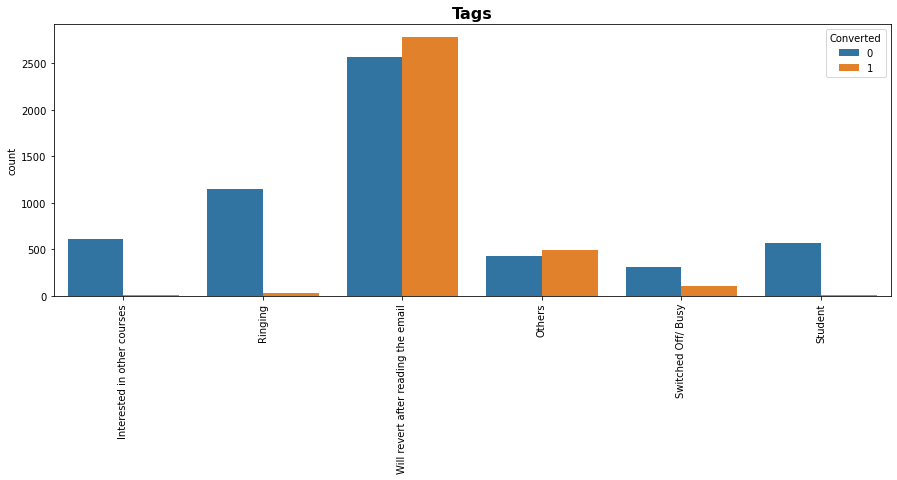 Tags
Converted
0
1
count
2500
2000
1500
1000
500
0
Interested in other courses
Ringing
Will revert after reading the email
Others
Switched Off/ Busy
Student